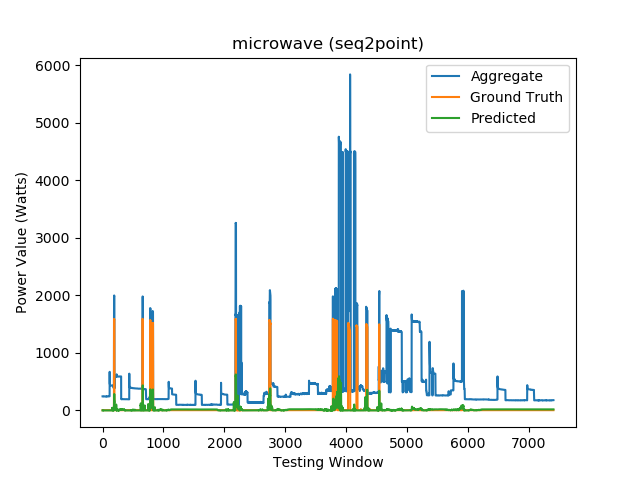 microwave (seq2point)
Aggregate
Ground Truth
Predicted
Power Value (Watts)
6000
5000
4000
3000
2000
1000
0
0 1000 2000 3000 4000 5000 6000 7000
Testing Window